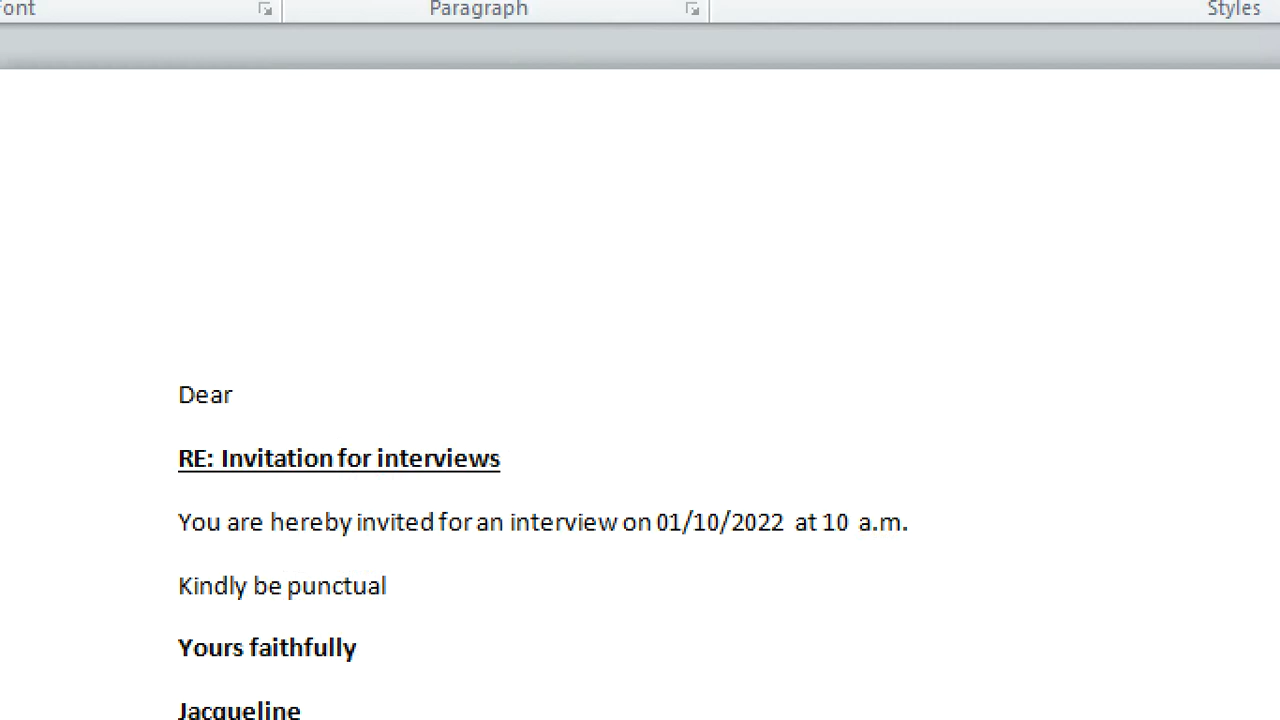 Font Paragraph Styles
Dear
RE: Invitation for interviews
You are hereby invited for an interview on 01/10/2022  at 10  a.m.
Kindly be punctual
Yours faithfully
Jacqueline